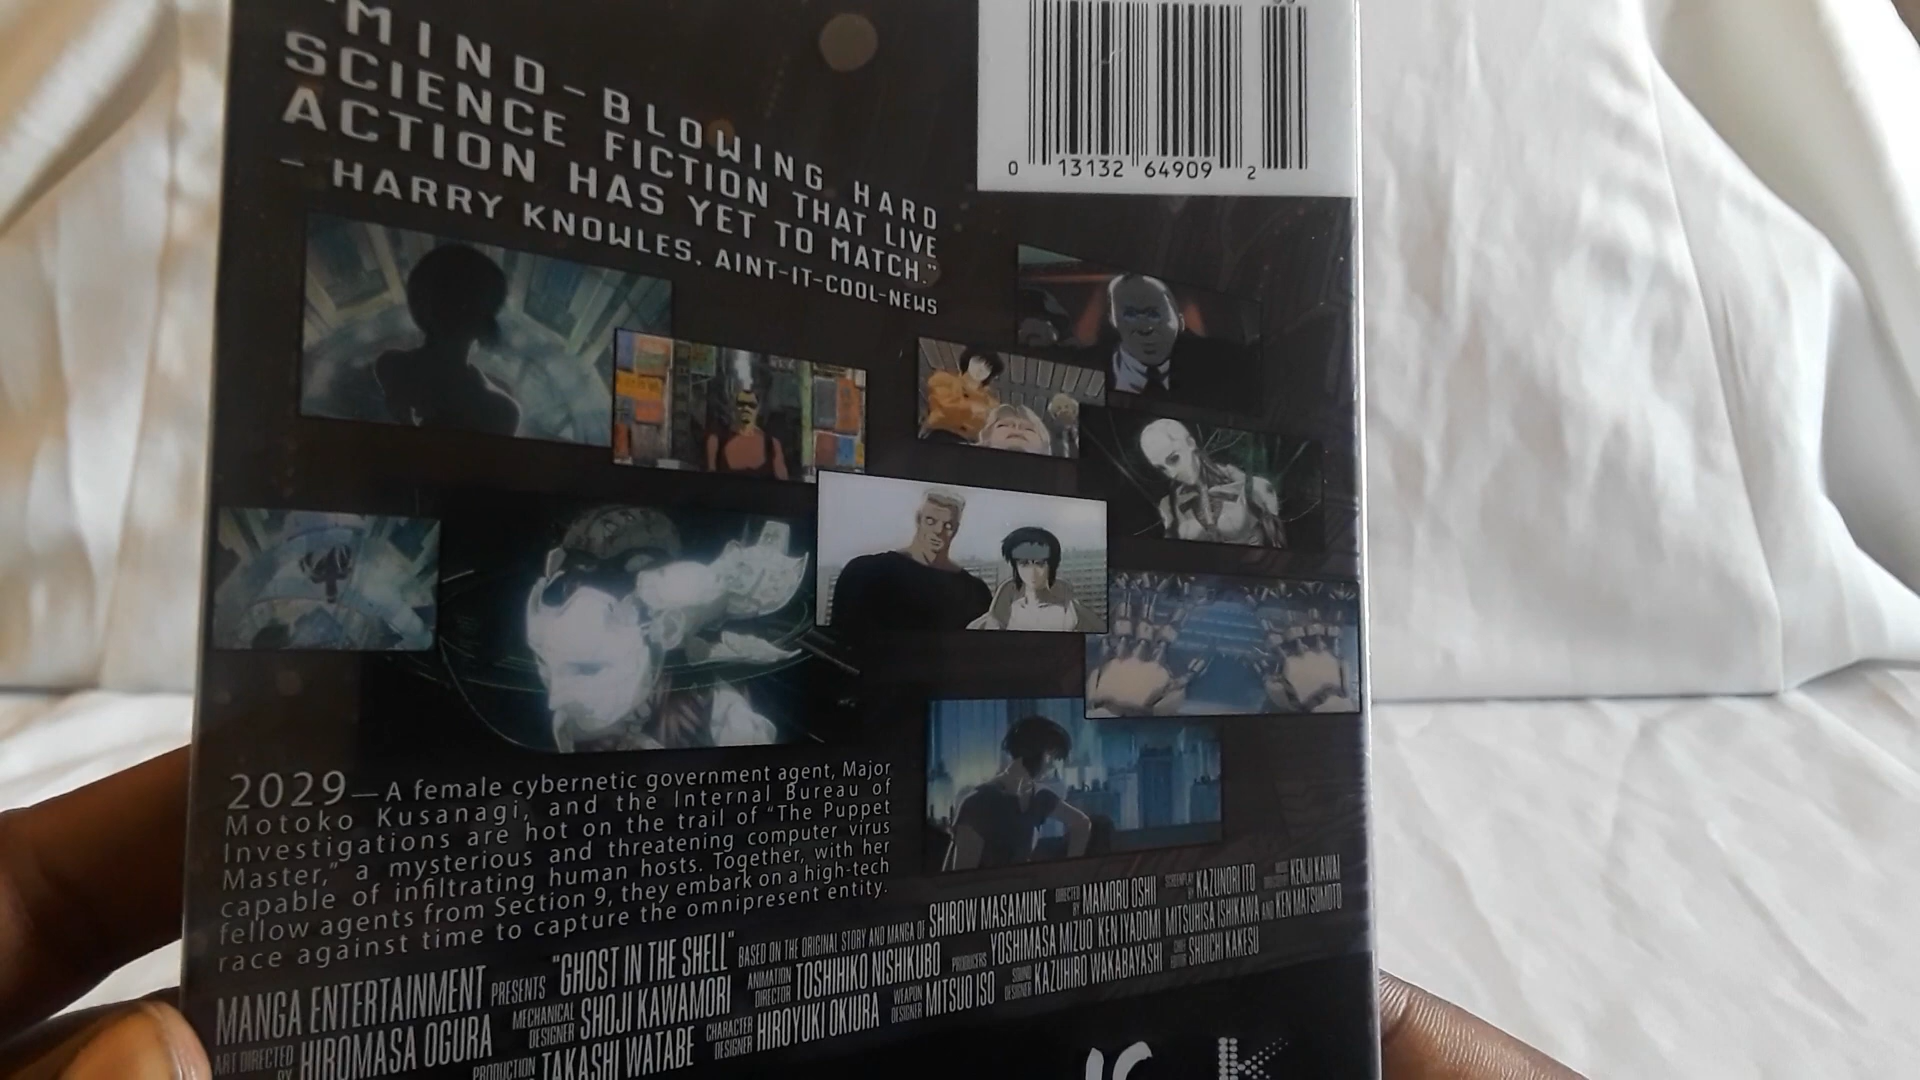 "MIND-BLOWING HARD
SCIENCE FICTION THAT LIVE
ACTION HAS YET TO MATCH."
- HARRY KNOWLES, AINT-IT-COOL-NEWS
0 13132 64909 2
2029—A female cybernetic government agent, Major
Motoko Kusanagi, and the Internal Bureau of
Investigations are hot on the trail of "The Puppet
Master," a mysterious and threatening computer virus
capable of infiltrating human hosts. Together, with her
fellow agents from Section 9, they embark on a high-tech
race against time to capture the omnipresent entity.
MANGA ENTERTAINMENT PRESENTS "GHOST IN THE SHELL" BASED ON THE ORIGINAL STORY AND MANGA OF SHIROW MASAMUNE DIRECTED BY MAMORU OSHII SCREENPLAY BY KAZUNORI ITO KENJI KAWAI
ART DIRECTED BY HIROMASA OGURA MECHANICAL DESIGNER SHOJI KAWAMORI ANIMATION DIRECTOR TOSHIHIKO NISHIKUBO PRODUCERS YOSHIMASA MIZUO KEN IYADOMI MITSUHISA ISHIKAWA AND KEN MATSUMOTO
PRODUCTION TAKASHI WATABE CHARACTER DESIGNER HIROYUKI OKIURA WEAPON DESIGNER MITSUO ISO SOUND DESIGNER KAZUHIRO WAKABAYASHI EDITOR SHUICHI KAKESU